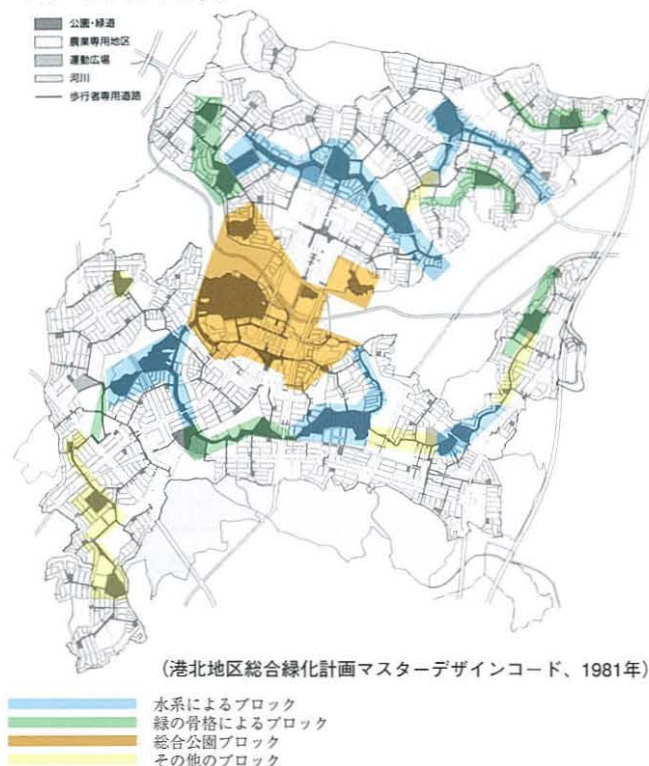 公園・緑道
農業専用地区
運動広場
河川
歩行者専用道路
(港北地区総合緑化計画マスターデザインコード、1981年)
水系によるブロック
緑の骨格によるブロック
総合公園ブロック
その他のブロック